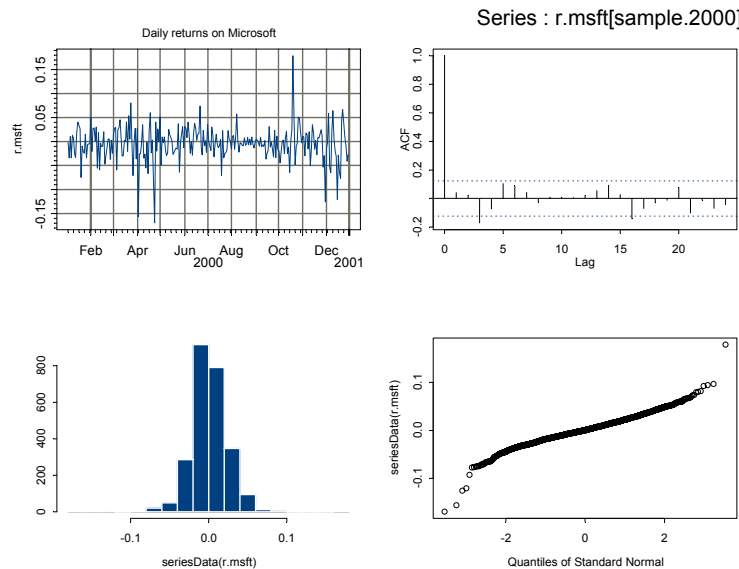 Series : r.msft[sample.2000]
Daily returns on Microsoft
r.msft
0.15
0.05
-0.15
Feb Apr Jun Aug Oct Dec
2000 2001
ACF
1.0
0.8
0.6
0.4
0.2
-0.2
0 5 10 15 20
Lag
800
600
400
200
0
-0.1 0.0 0.1
seriesData(r.msft)
seriesData(r.msft)
0.1
0.0
-0.1
-2 0 2
Quantiles of Standard Normal